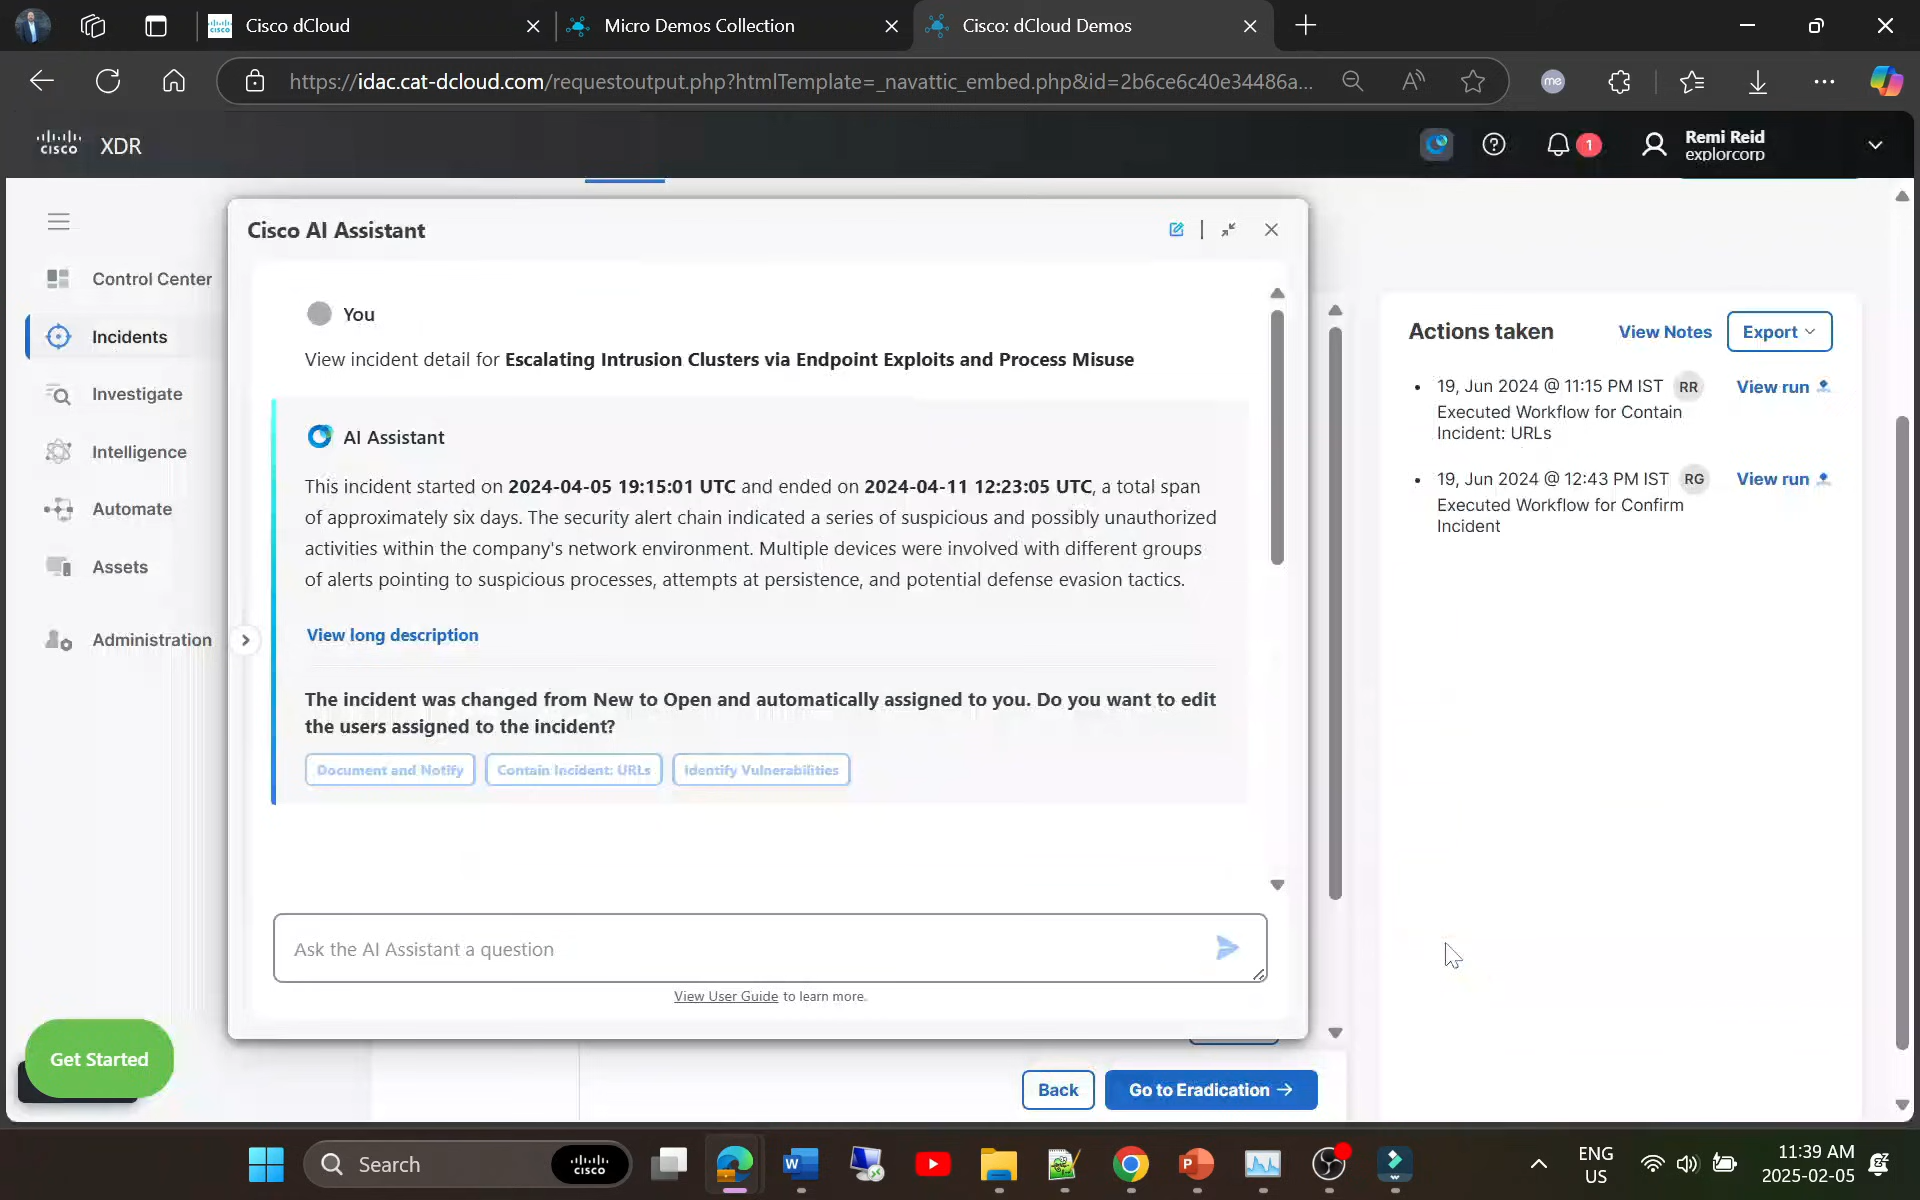 Cisco dCloud
Micro Demos Collection
Cisco: dCloud Demos
https://idac.cat-dcloud.com/requestoutput.php?htmlTemplate=_navattic_embed.php&id=2b6ce6c40e34486a...
me
cisco
XDR
1
Remi Reid
explorcorp
Control Center
Incidents
Investigate
Intelligence
Automate
Assets
Administration
Get Started
Cisco AI Assistant
You
View incident detail for Escalating Intrusion Clusters via Endpoint Exploits and Process Misuse
AI Assistant
This incident started on 2024-04-05 19:15:01 UTC and ended on 2024-04-11 12:23:05 UTC, a total span
of approximately six days. The security alert chain indicated a series of suspicious and possibly unauthorized
activities within the company's network environment. Multiple devices were involved with different groups
of alerts pointing to suspicious processes, attempts at persistence, and potential defense evasion tactics.
View long description
The incident was changed from New to Open and automatically assigned to you. Do you want to edit
the users assigned to the incident?
Document and Notify
Contain Incident: URLs
Identify Vulnerabilities
Ask the AI Assistant a question
View User Guide to learn more.
Back
Go to Eradication →
Actions taken
View Notes
Export
19, Jun 2024 @ 11:15 PM IST RR View run
Executed Workflow for Contain
Incident: URLs
19, Jun 2024 @ 12:43 PM IST RG View run
Executed Workflow for Confirm
Incident
Search
cisco
ENG
US
11:39 AM
2025-02-05